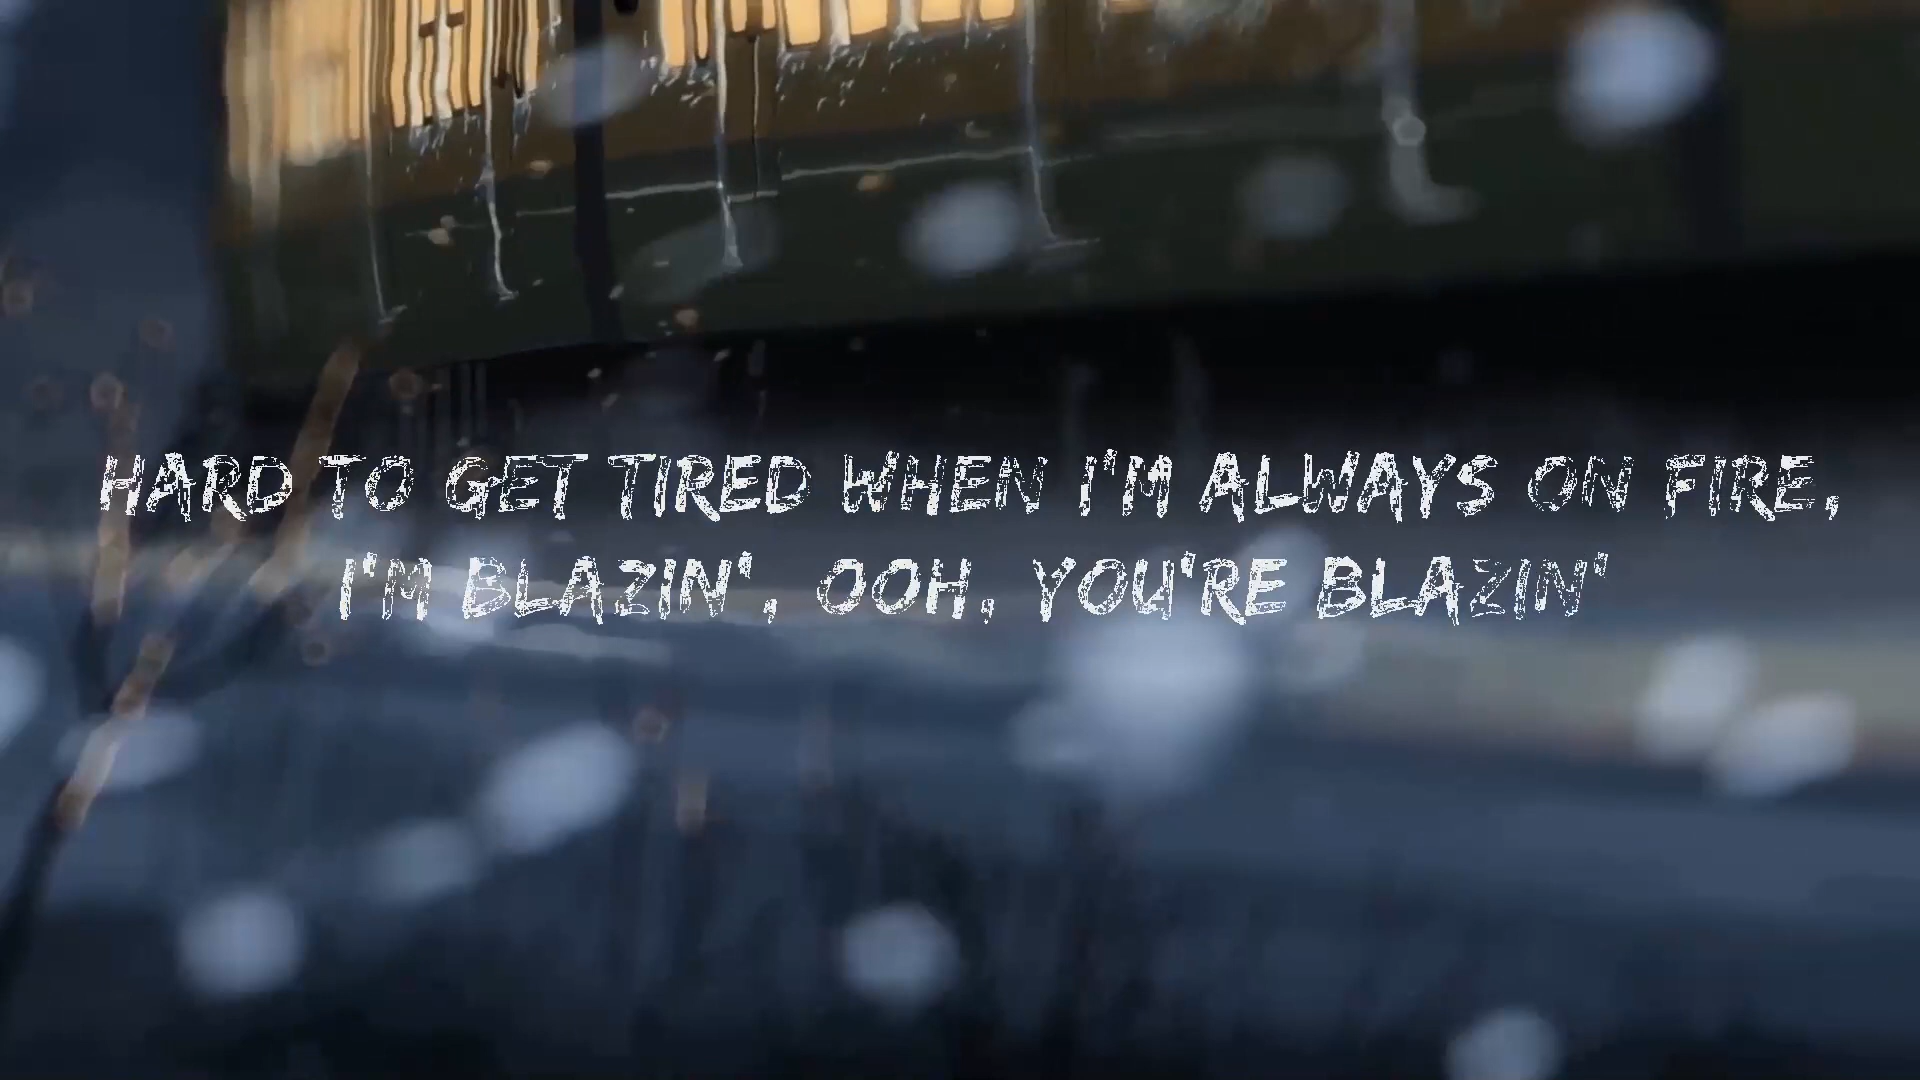 HARD TO GET TIRED WHEN I'M ALWAYS ON FIRE,
I'M BLAZIN', OOH, YOU'RE BLAZIN'